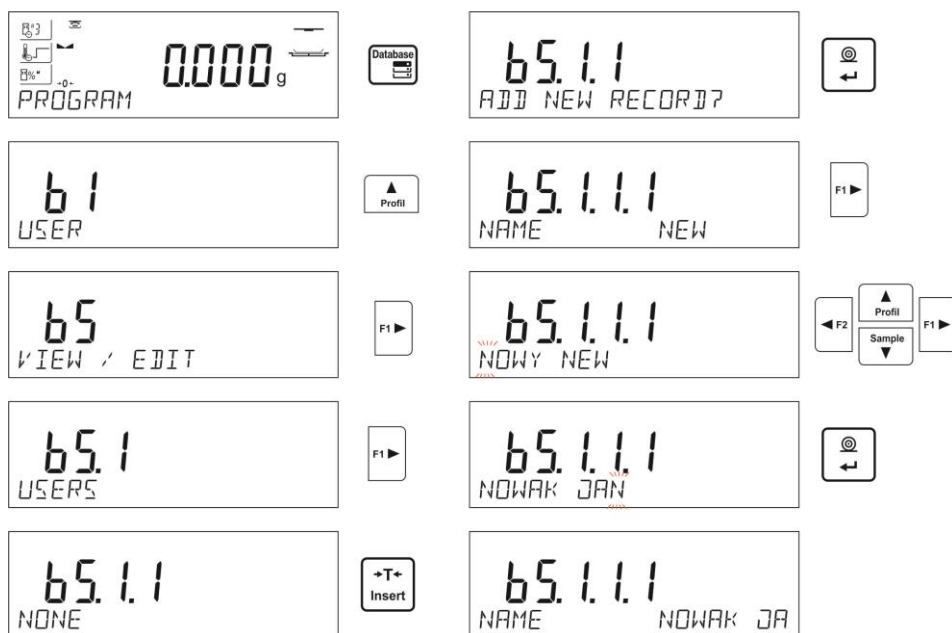 0.000 g
→0←
PROGRAM
Database
b1
USER
Profil
b5
VIEW / EDIT
F1
b5.1
USERS
F1
b5.1.1
NONE
→T←
Insert
b5.1.1
ADD NEW RECORD?
b5.1.1.1
NAME NEW
F1
b5.1.1.1
NOWY NEW
F2
Profil
Sample
F1
b5.1.1.1
NOWAK JAN
b5.1.1.1
NAME NOWAK JA